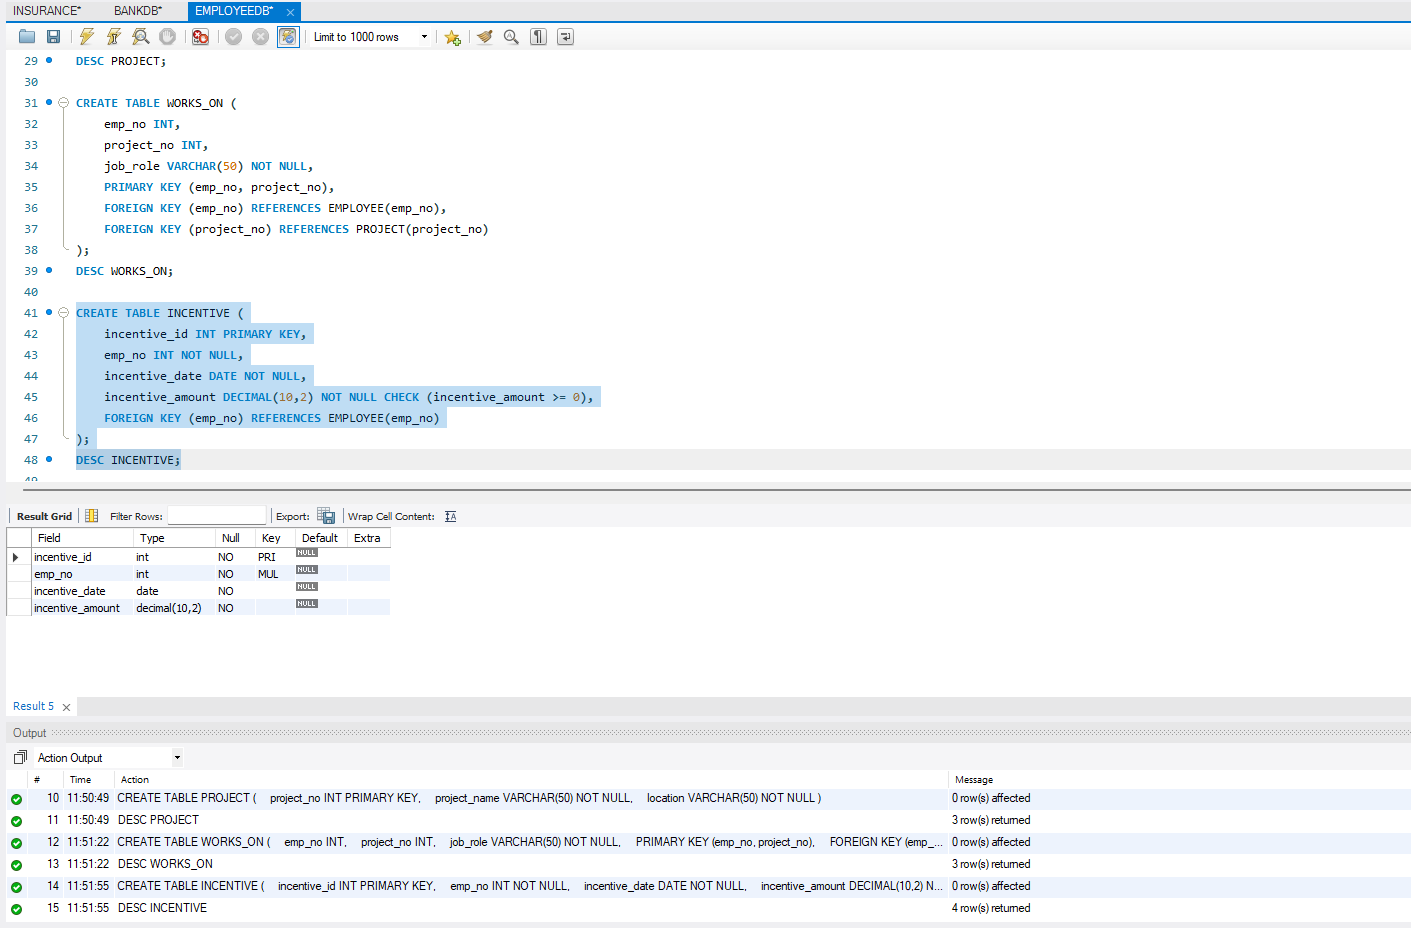 INSURANCE* BANKDB* EMPLOYEEDB*
Limit to 1000 rows
29 DESC PROJECT;
30
31 CREATE TABLE WORKS_ON (
32 emp_no INT,
33 project_no INT,
34 job_role VARCHAR(50) NOT NULL,
35 PRIMARY KEY (emp_no, project_no),
36 FOREIGN KEY (emp_no) REFERENCES EMPLOYEE(emp_no),
37 FOREIGN KEY (project_no) REFERENCES PROJECT(project_no)
38 );
39 DESC WORKS_ON;
40
41 CREATE TABLE INCENTIVE (
42 incentive_id INT PRIMARY KEY,
43 emp_no INT NOT NULL,
44 incentive_date DATE NOT NULL,
45 incentive_amount DECIMAL(10,2) NOT NULL CHECK (incentive_amount >= 0),
46 FOREIGN KEY (emp_no) REFERENCES EMPLOYEE(emp_no)
47 );
48 DESC INCENTIVE;
49
Result Grid Filter Rows: Export: Wrap Cell Content: IA
Field Type Null Key Default Extra
incentive_id int NO PRI NULL
emp_no int NO MUL NULL
incentive_date date NO NULL
incentive_amount decimal(10,2) NO NULL
Result 5
Output
Action Output
# Time Action Message
10 11:50:49 CREATE TABLE PROJECT ( project_no INT PRIMARY KEY, project_name VARCHAR(50) NOT NULL, location VARCHAR(50) NOT NULL ) 0 row(s) affected
11 11:50:49 DESC PROJECT 3 row(s) returned
12 11:51:22 CREATE TABLE WORKS_ON ( emp_no INT, project_no INT, job_role VARCHAR(50) NOT NULL, PRIMARY KEY (emp_no, project_no), FOREIGN KEY (emp_... 0 row(s) affected
13 11:51:22 DESC WORKS_ON 3 row(s) returned
14 11:51:55 CREATE TABLE INCENTIVE ( incentive_id INT PRIMARY KEY, emp_no INT NOT NULL, incentive_date DATE NOT NULL, incentive_amount DECIMAL(10,2) N... 0 row(s) affected
15 11:51:55 DESC INCENTIVE 4 row(s) returned